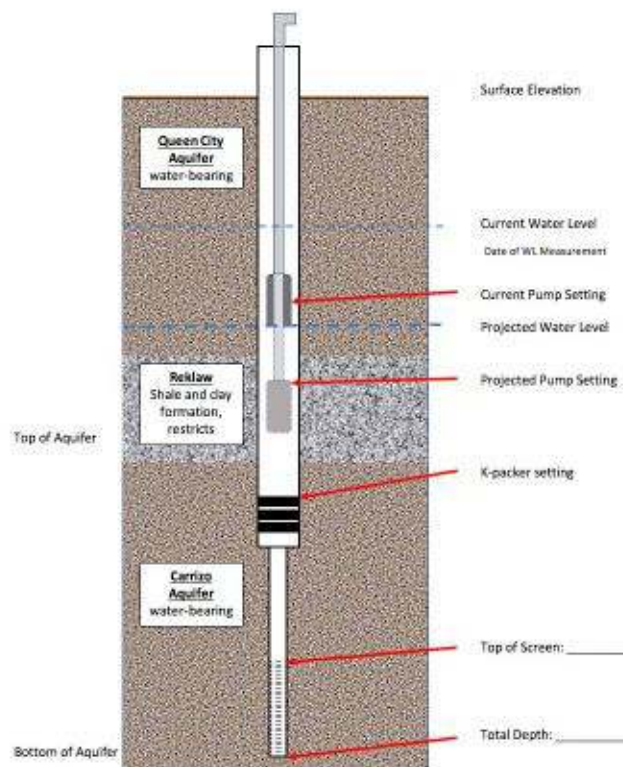 Surface Elevation
Queen City
Aquifer
water-bearing
Current Water Level
Date of WL Measurement
Current Pump Setting
Projected Water Level
Reklaw
Shale and clay
formation,
restricts
Projected Pump Setting
Top of Aquifer
K-packer setting
Carrizo
Aquifer
water-bearing
Top of Screen: ________
Total Depth: __________
Bottom of Aquifer